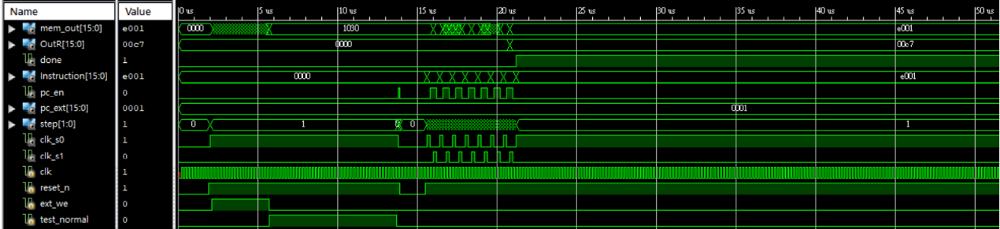 Name Value 0 us 5 us 10 us 15 us 20 us 25 us 30 us 35 us 40 us 45 us 50 us
mem_out[15:0] e001 0000 1030 e001
OutR[15:0] 00c7 0000 00c7
done 1
Instruction[15:0] e001 0000 e001
pc_en 0
pc_ext[15:0] 0001 0001
step[1:0] 1 0 1 0 1
clk_s0 1
clk_s1 0
clk 1
reset_n 1
ext_we 0
test_normal 0